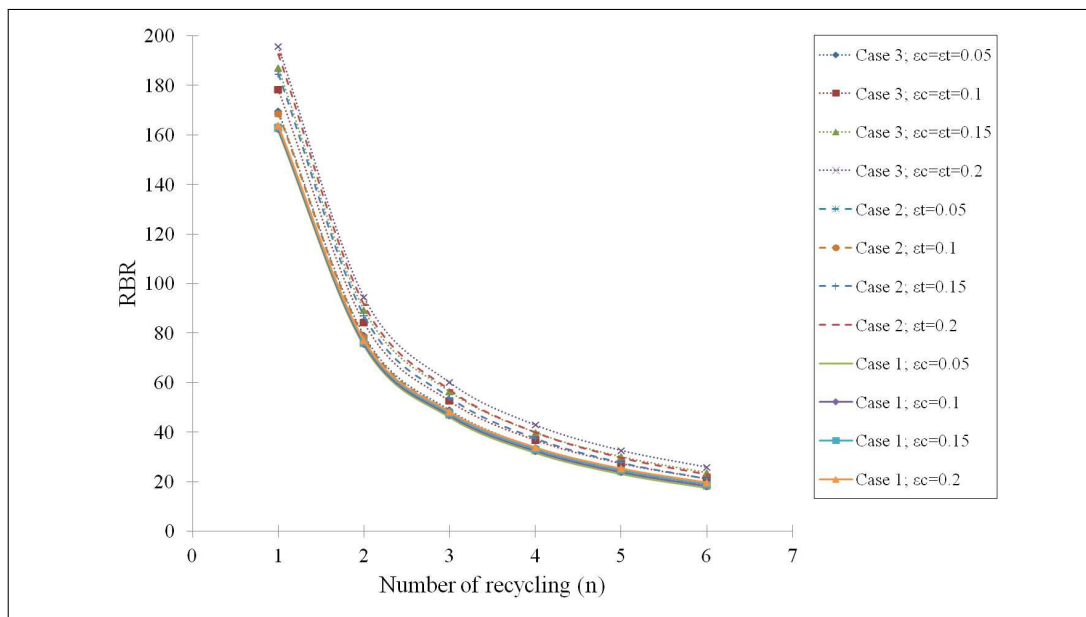 200
180
160
140
120
100
80
60
40
20
0
RBR
0 1 2 3 4 5 6 7
Number of recycling (n)
Case 3; εc=εt=0.05
Case 3; εc=εt=0.1
Case 3; εc=εt=0.15
Case 3; εc=εt=0.2
Case 2; εt=0.05
Case 2; εt=0.1
Case 2; εt=0.15
Case 2; εt=0.2
Case 1; εc=0.05
Case 1; εc=0.1
Case 1; εc=0.15
Case 1; εc=0.2